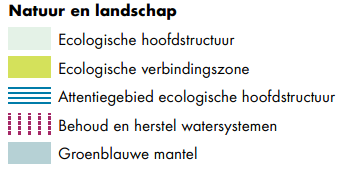 Natuur en landschap
Ecologische hoofdstructuur
Ecologische verbindingszone
Attentiegebied ecologische hoofdstructuur
Behoud en herstel watersystemen
Groenblauwe mantel